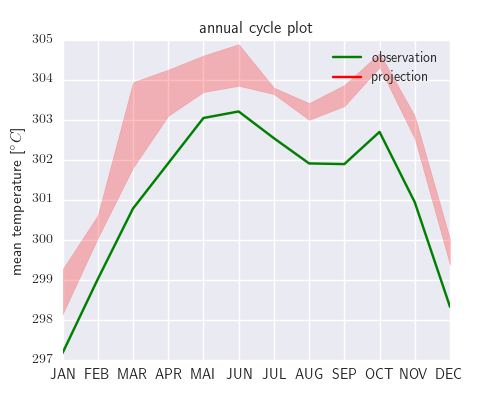 annual cycle plot
305
304
303
302
301
300
299
298
297
mean temperature [°C]
observation
projection
JAN FEB MAR APR MAI JUN JUL AUG SEP OCT NOV DEC